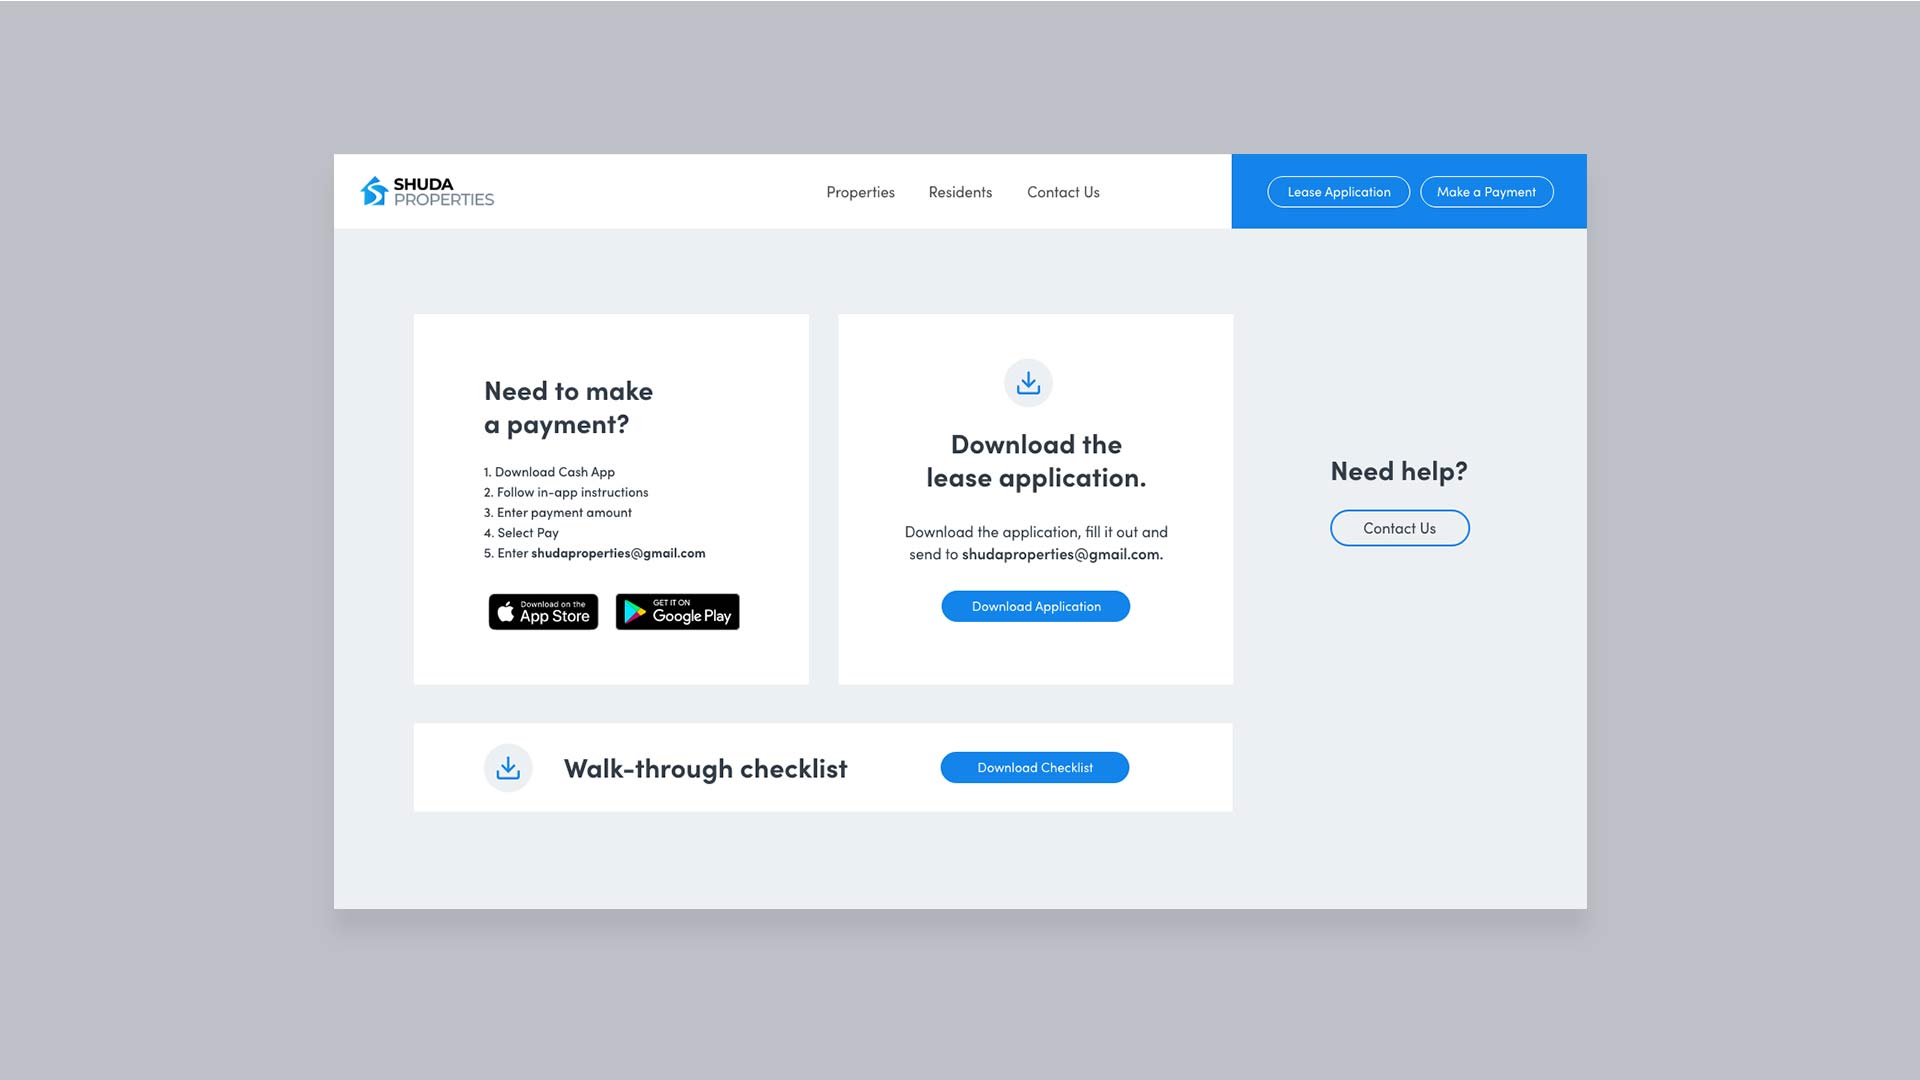 SHUDA
PROPERTIES
Properties
Residents
Contact Us
Lease Application
Make a Payment
Need to make
a payment?
1. Download Cash App
2. Follow in-app instructions
3. Enter payment amount
4. Select Pay
5. Enter shudaproperties@gmail.com
Download on the
App Store
GET IT ON
Google Play
Download the
lease application.
Download the application, fill it out and
send to shudaproperties@gmail.com.
Download Application
Need help?
Contact Us
Walk-through checklist
Download Checklist